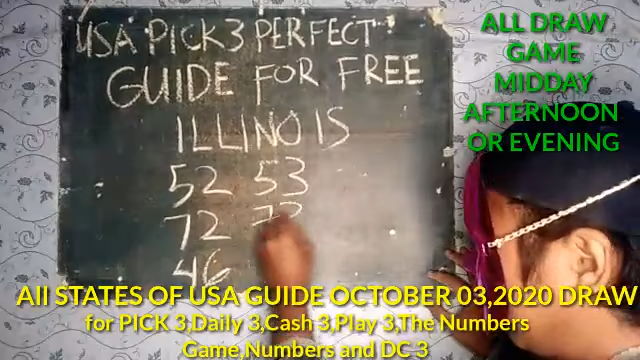 USA PICK3 PERFECT
GUIDE FOR FREE
ILLINOIS
52 53
72 73
46
ALL DRAW
GAME
MIDDAY
AFTERNOON
OR EVENING
All STATES OF USA GUIDE OCTOBER 03,2020 DRAW
for PICK 3,Daily 3,Cash 3,Play 3,The Numbers
Game,Numbers and DC 3